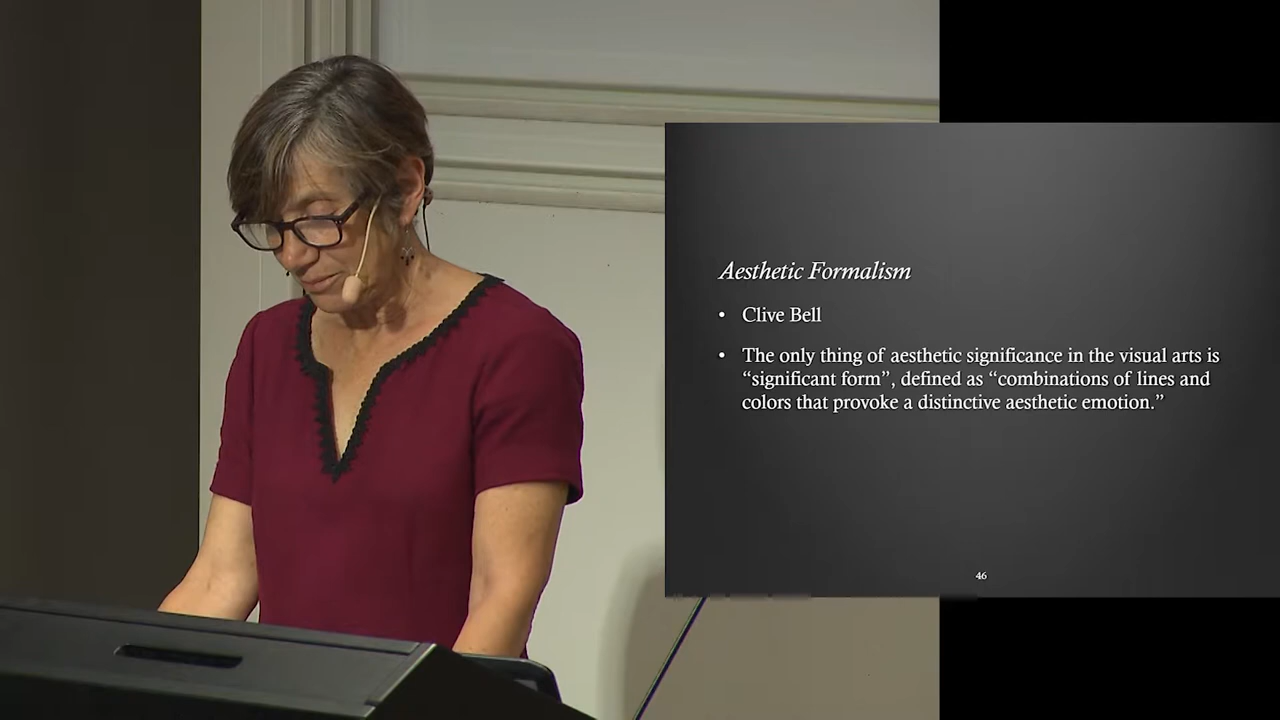 Aesthetic Formalism
• Clive Bell
• The only thing of aesthetic significance in the visual arts is
“significant form”, defined as “combinations of lines and
colors that provoke a distinctive aesthetic emotion.”
46